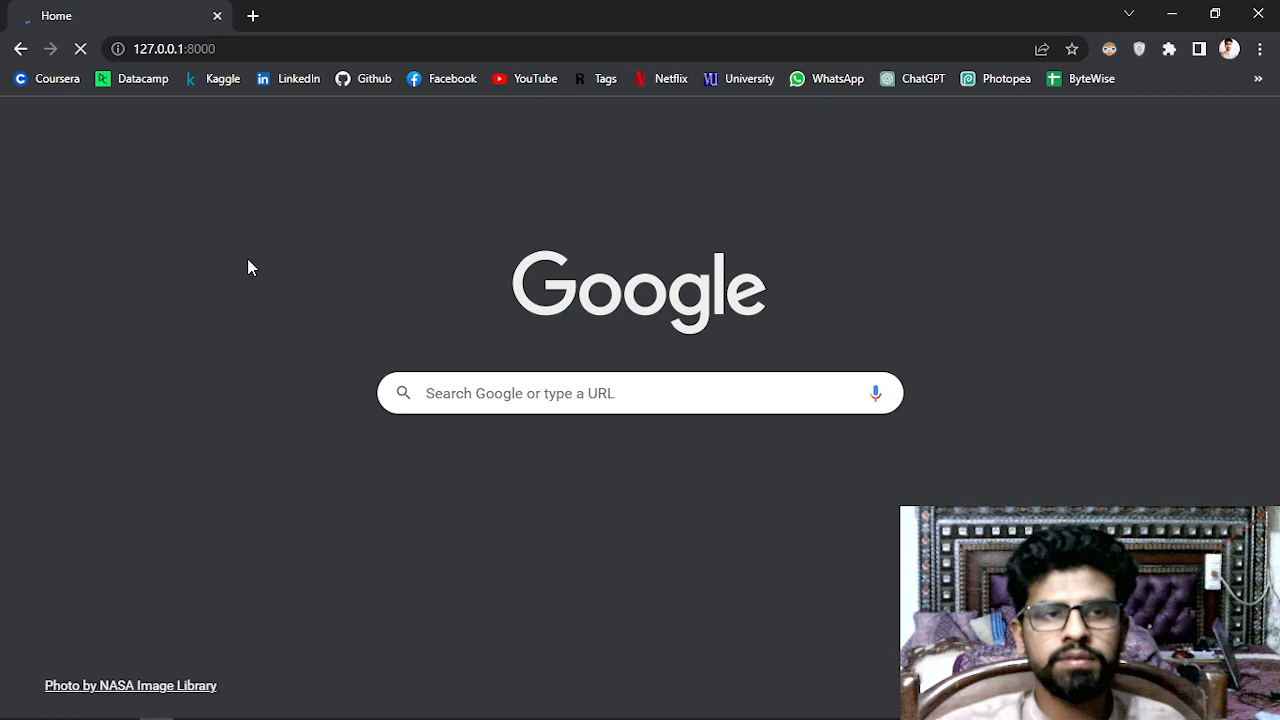 Home
127.0.0.1:8000
Coursera Datacamp Kaggle LinkedIn Github Facebook YouTube Tags Netflix University WhatsApp ChatGPT Photopea ByteWise »
Google
Search Google or type a URL
Photo by NASA Image Library